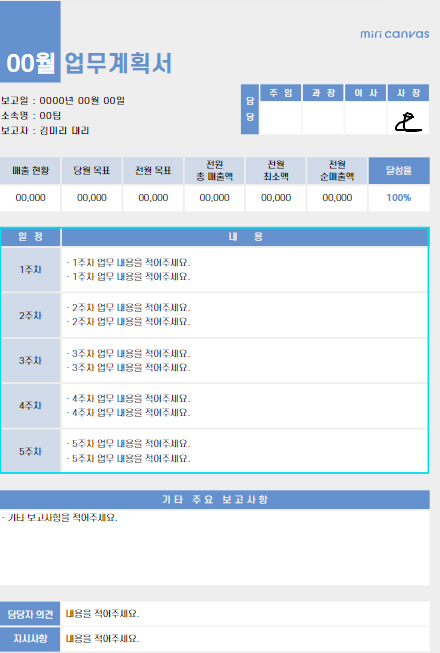 miri canvas
00월 업무계획서
보고일 : 0000년 00월 00일
소속명 : 00팀
보고자 : 김미리 대리
담당 주임 과장 이사 사장
매출 현황 당월 목표 전월 목표 전원 총 매출액 전월 최소액 전월 순매출액 달성율
00,000 00,000 00,000 00,000 00,000 00,000 100%
일 정 내 용
1주차
· 1주차 업무 내용을 적어주세요.
· 1주차 업무 내용을 적어주세요.
2주차
· 2주차 업무 내용을 적어주세요.
· 2주차 업무 내용을 적어주세요.
3주차
· 3주차 업무 내용을 적어주세요.
· 3주차 업무 내용을 적어주세요.
4주차
· 4주차 업무 내용을 적어주세요.
· 4주차 업무 내용을 적어주세요.
5주차
· 5주차 업무 내용을 적어주세요.
· 5주차 업무 내용을 적어주세요.
기타 주요 보고사항
· 기타 보고사항을 적어주세요.
담당자 의견 내용을 적어주세요.
지시사항 내용을 적어주세요.